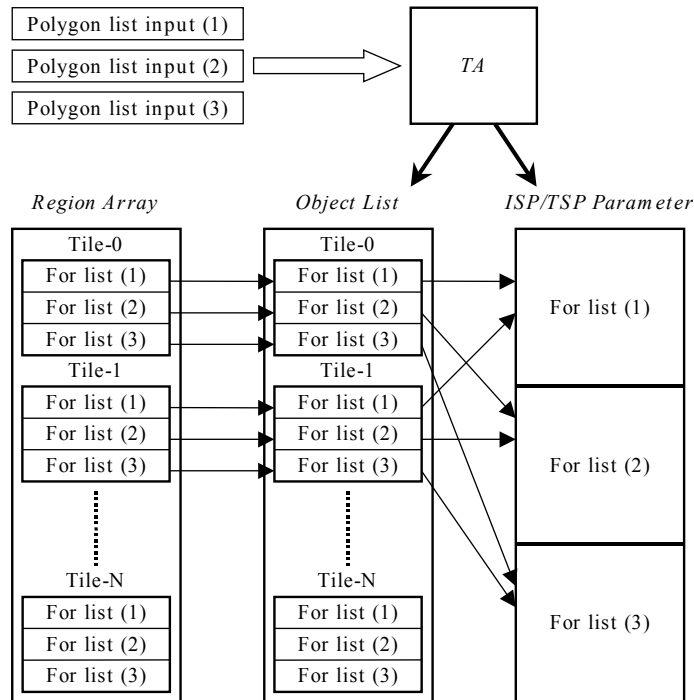 Polygon list input (1)
Polygon list input (2)
Polygon list input (3)
TA
Region Array
Object List
ISP/TSP Parameter
Tile-0
For list (1)
For list (2)
For list (3)
Tile-1
For list (1)
For list (2)
For list (3)
Tile-N
For list (1)
For list (2)
For list (3)
Tile-0
For list (1)
For list (2)
For list (3)
Tile-1
For list (1)
For list (2)
For list (3)
Tile-N
For list (1)
For list (2)
For list (3)
For list (1)
For list (2)
For list (3)